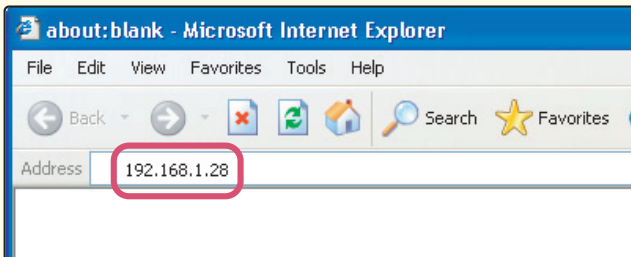 about:blank - Microsoft Internet Explorer
File Edit View Favorites Tools Help
Back Search Favorites
Address 192.168.1.28